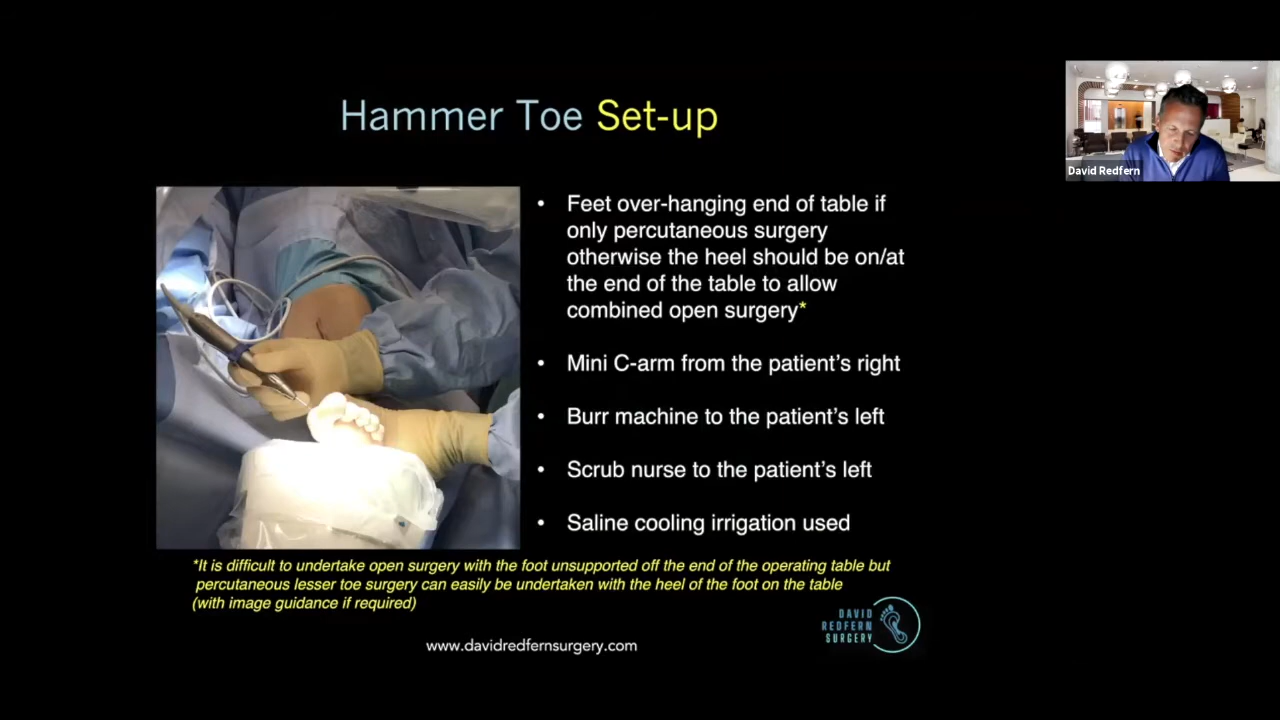 Hammer Toe Set-up
David Redfern
• Feet over-hanging end of table if
only percutaneous surgery
otherwise the heel should be on/at
the end of the table to allow
combined open surgery*
• Mini C-arm from the patient's right
• Burr machine to the patient's left
• Scrub nurse to the patient's left
• Saline cooling irrigation used
*It is difficult to undertake open surgery with the foot unsupported off the end of the operating table but
percutaneous lesser toe surgery can easily be undertaken with the heel of the foot on the table
(with image guidance if required)
DAVID
REDFERN
SURGERY
www.davidredfernsurgery.com